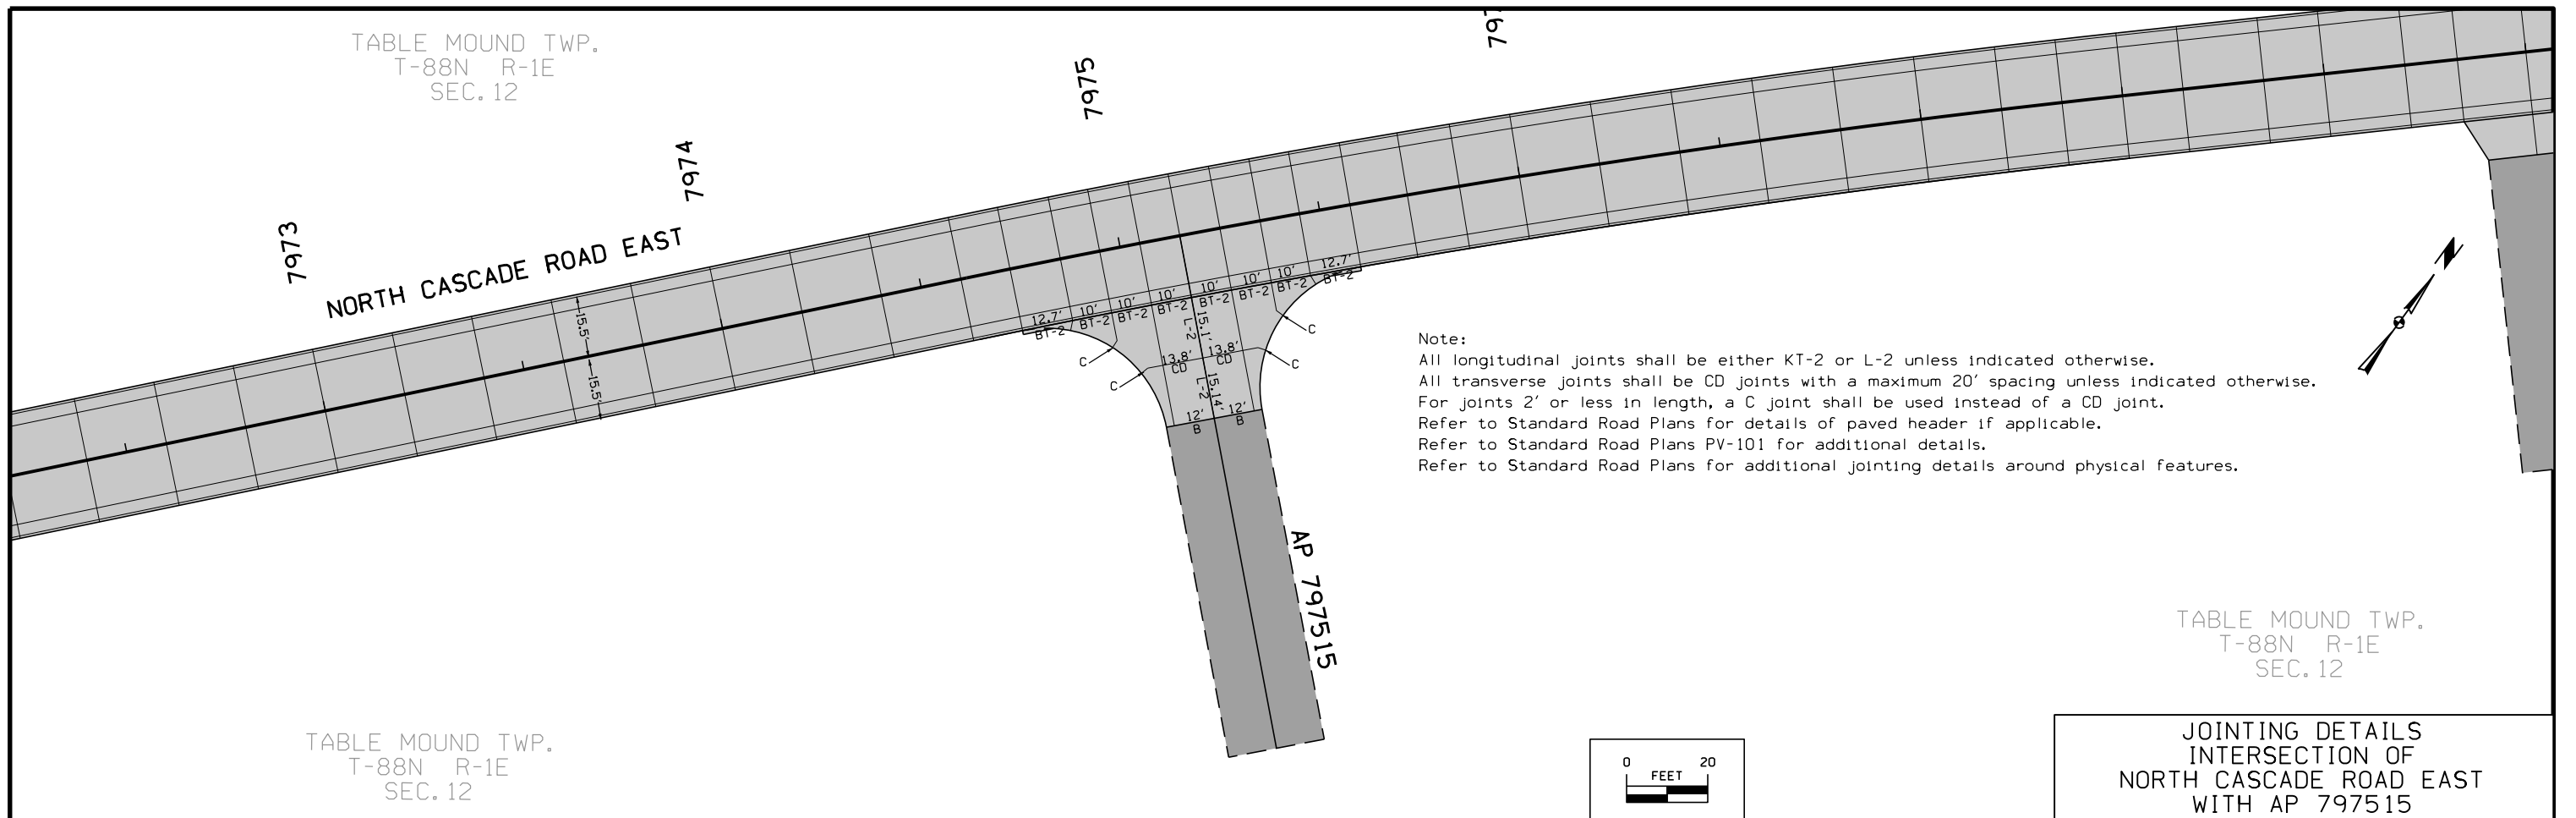 TABLE MOUND TWP.
T-88N R-1E
SEC. 12
7973
7974
7975
NORTH CASCADE ROAD EAST
15.5'
15.5'
12.7'
10'
10'
10'
10'
10'
10'
12.7'
BT-2
BT-2
BT-2
BT-2
BT-2
BT-2
BT-2
BT-2
15.1'
L-2
13.8'
CD
13.8'
CD
15.14'
L-2
C
C
C
C
12'
B
12'
B
AP 797515
Note:
All longitudinal joints shall be either KT-2 or L-2 unless indicated otherwise.
All transverse joints shall be CD joints with a maximum 20' spacing unless indicated otherwise.
For joints 2' or less in length, a C joint shall be used instead of a CD joint.
Refer to Standard Road Plans for details of paved header if applicable.
Refer to Standard Road Plans PV-101 for additional details.
Refer to Standard Road Plans for additional jointing details around physical features.
N
TABLE MOUND TWP.
T-88N R-1E
SEC. 12
TABLE MOUND TWP.
T-88N R-1E
SEC. 12
0 20
FEET
JOINTING DETAILS
INTERSECTION OF
NORTH CASCADE ROAD EAST
WITH AP 797515